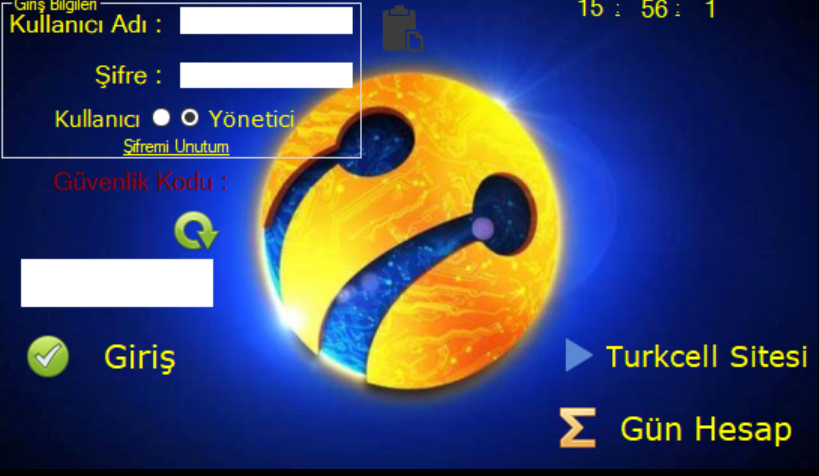 Giriş Bilgileri
Kullanıcı Adı :
15 : 56 : 1
Şifre :
Kullanıcı Yönetici
Şifremi Unutum
Güvenlik Kodu :
Giriş
Turkcell Sitesi
Gün Hesap